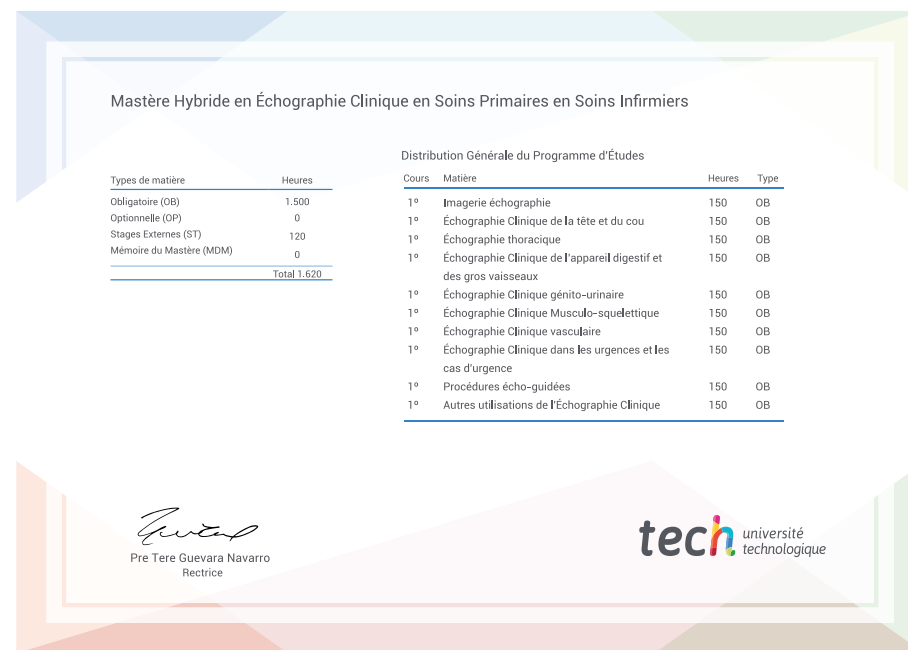 Mastère Hybride en Échographie Clinique en Soins Primaires en Soins Infirmiers
Types de matière Heures
Obligatoire (OB) 1.500
Optionnelle (OP) 0
Stages Externes (ST) 120
Mémoire du Mastère (MDM) 0
Total 1.620
Distribution Générale du Programme d'Études
Cours Matière Heures Type
1º Imagerie échographie 150 OB
1º Échographie Clinique de la tête et du cou 150 OB
1º Échographie thoracique 150 OB
1º Échographie Clinique de l'appareil digestif et 150 OB
des gros vaisseaux
1º Échographie Clinique génito-urinaire 150 OB
1º Échographie Clinique Musculo-squelettique 150 OB
1º Échographie Clinique vasculaire 150 OB
1º Échographie Clinique dans les urgences et les 150 OB
cas d'urgence
1º Procédures écho-guidées 150 OB
1º Autres utilisations de l'Échographie Clinique 150 OB
Pre Tere Guevara Navarro
Rectrice
tech université
technologique